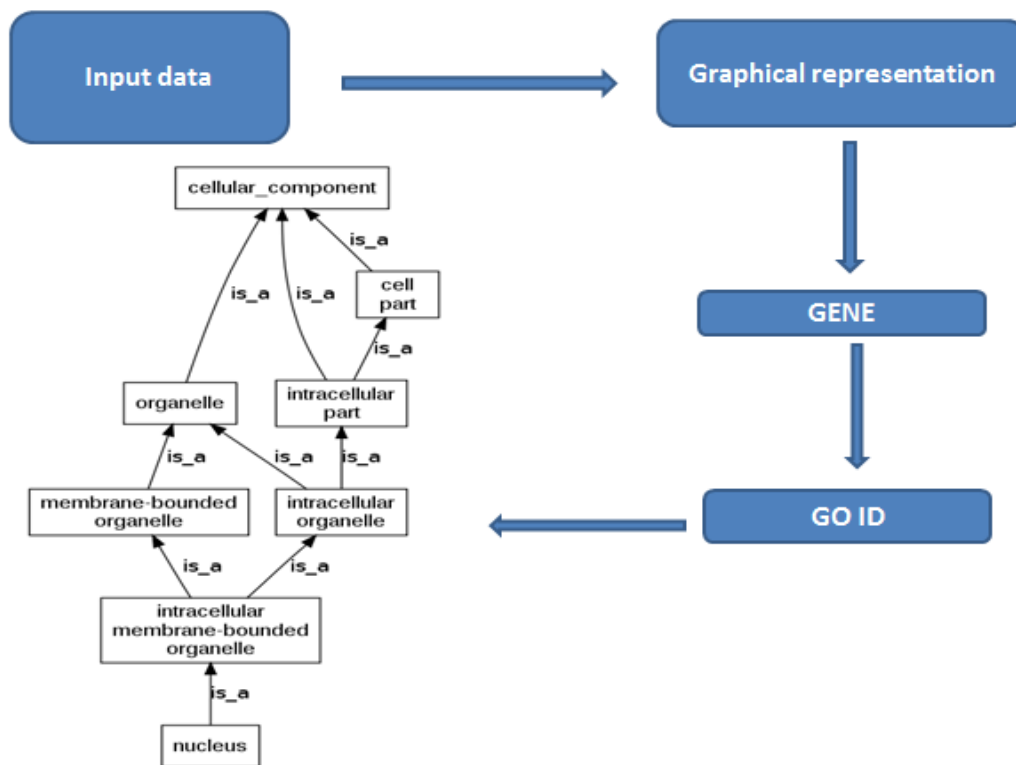 Input data
Graphical representation
cellular_component
is_a
cell
part
is_a
is_a
GENE
is_a
organelle
intracellular
part
is_a
is_a
is_a
membrane-bounded
organelle
intracellular
organelle
GO ID
is_a
is_a
intracellular
membrane-bounded
organelle
is_a
nucleus